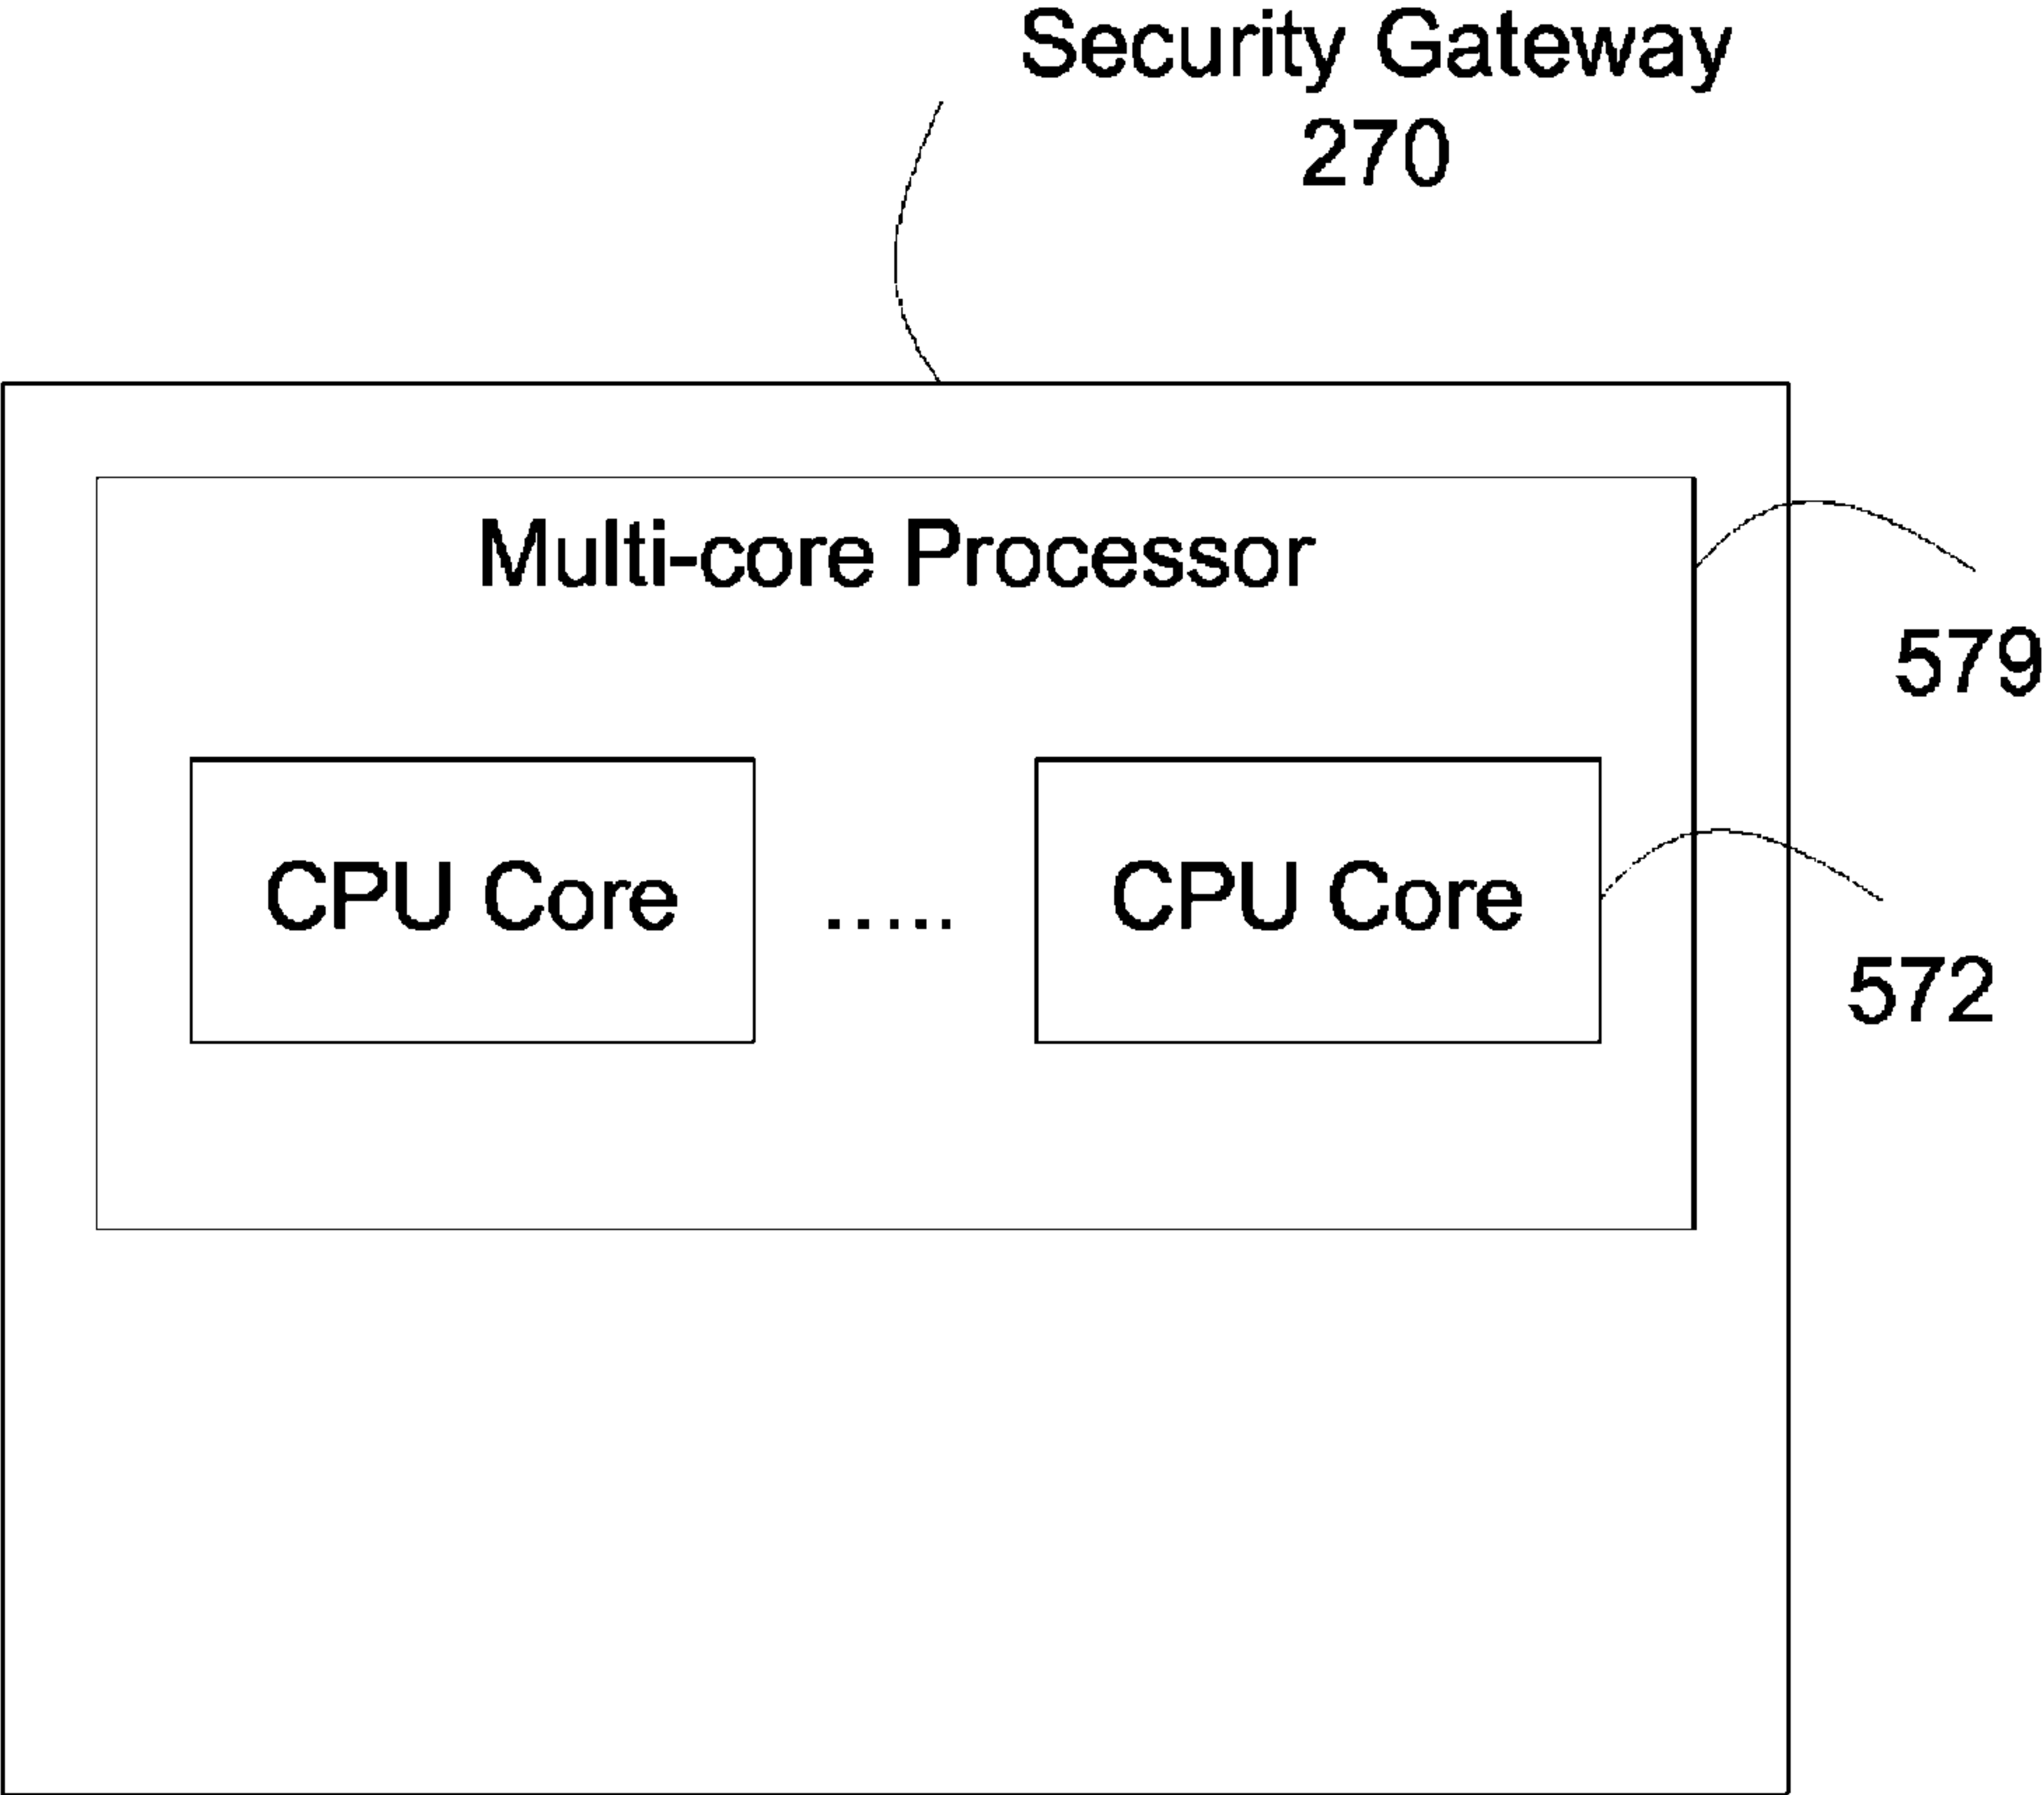 Security Gateway
270
Multi-core Processor
579
CPU Core ..... CPU Core
572